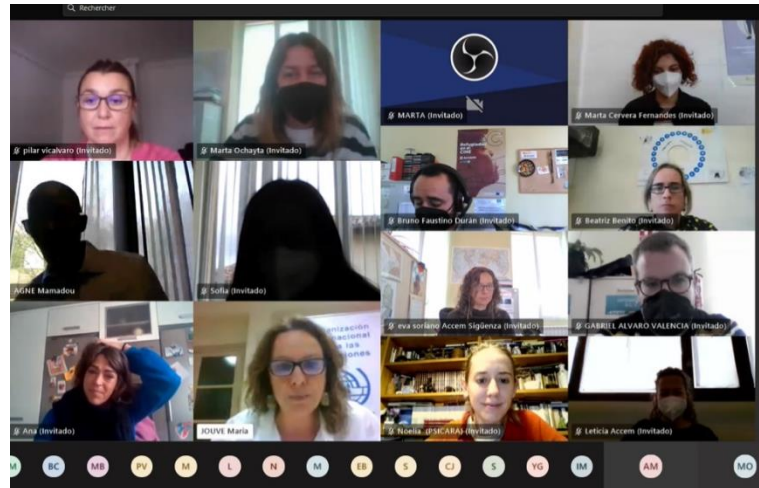 Rechercher
pilar vicalvaro (Invitado)
Marta Ochayta (Invitado)
MARTA (Invitado)
Marta Cervera Fernandes (Invitado)
Bruno Faustino Durán (Invitado)
Beatriz Benito (Invitado)
AGNE Mamadou
Sofia (Invitado)
eva soriano Accem Sigüenza (Invitado)
GABRIEL ALVARO VALENCIA (Invitado)
Ana (Invitado)
JOUVE Maria
Noelia (PSICARA) (Invitado)
Leticia Accem (Invitado)
M BC MB PV M L N M EB S CJ S YG IM AM MO